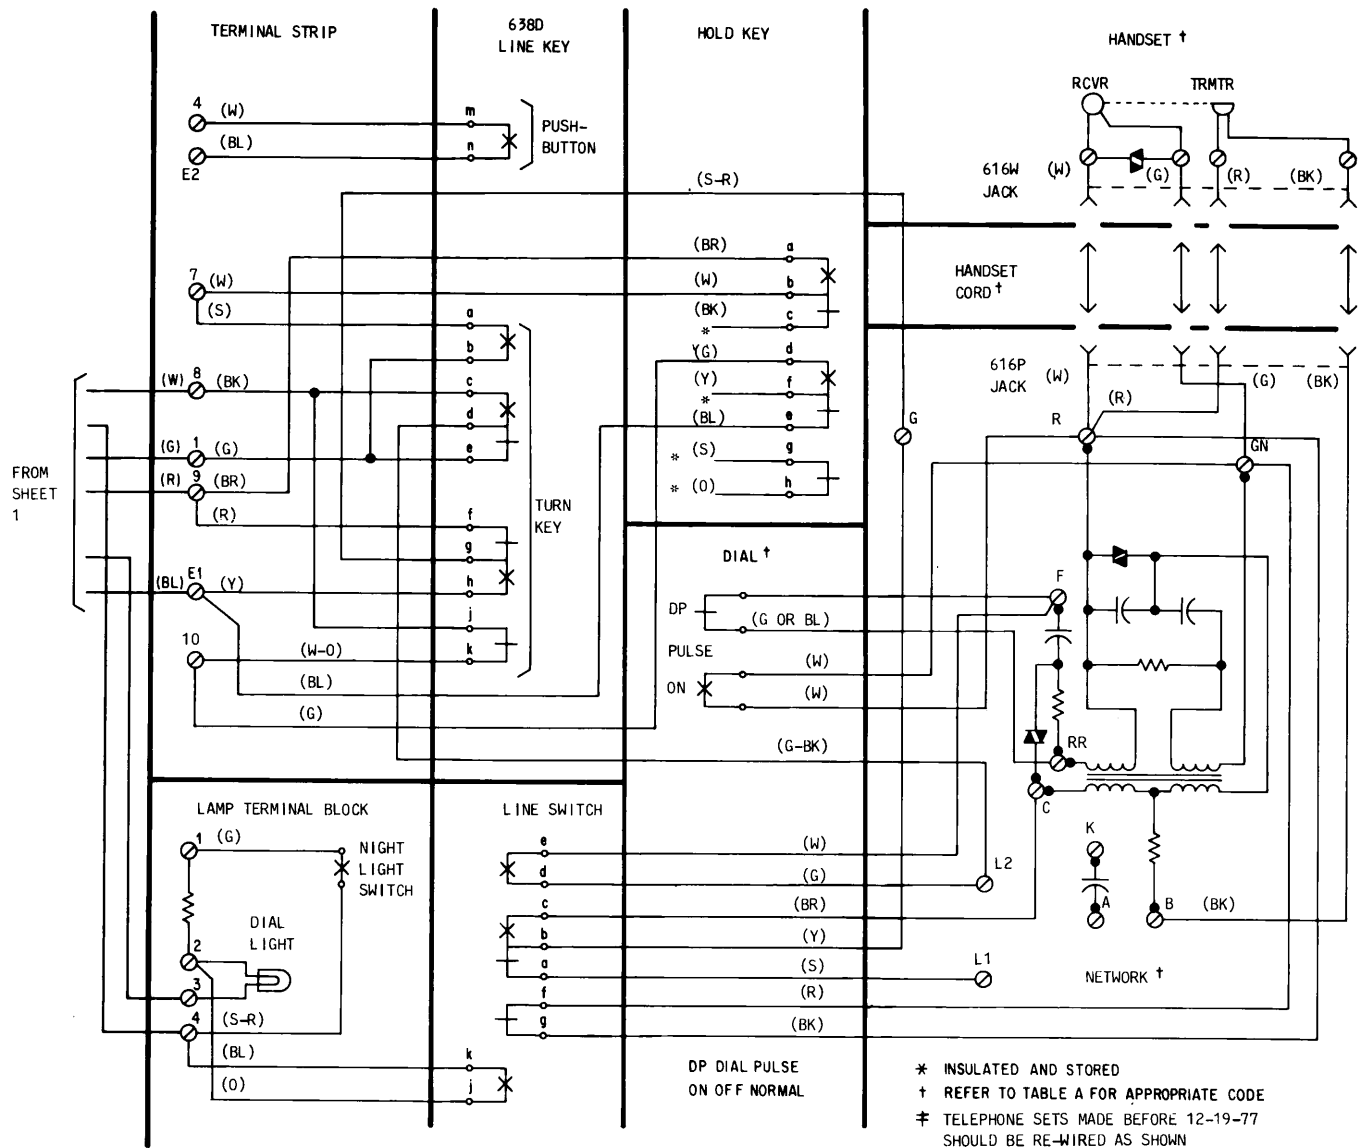 TERMINAL STRIP
638D
LINE KEY
HOLD KEY
HANDSET †
RCVR
TRMTR
4
(W)
m
(BL)
n
E2
PUSH-
BUTTON
616W
JACK
(W)
(G)
(R)
(BK)
(S-R)
(BR)
a
7
(W)
(W)
b
(S)
a
(BK)
*
c
HANDSET
CORD †
b
(G)
d
616P
JACK
(W)
(G)
(BK)
(W)
8
(BK)
c
(Y)
*
f
(R)
d
(BL)
e
G
R
(G)
1
(G)
e
*
(S)
g
GN
FROM
SHEET
1
(R)
9
(BR)
*
(O)
h
(R)
f
TURN
KEY
g
DIAL †
(BL)
E1
(Y)
h
F
DP
(G OR BL)
j
10
(W-O)
k
PULSE
(W)
(BL)
ON
(W)
(G)
(G-BK)
RR
C
LAMP TERMINAL BLOCK
LINE SWITCH
1
(G)
NIGHT
LIGHT
SWITCH
e
(W)
K
d
(G)
L2
c
(BR)
A
B
(BK)
DIAL
LIGHT
b
(Y)
2
a
(S)
L1
NETWORK †
3
f
(R)
4
(S-R)
g
(BK)
(BL)
k
(O)
j
DP DIAL PULSE
ON OFF NORMAL
* INSULATED AND STORED
† REFER TO TABLE A FOR APPROPRIATE CODE
‡ TELEPHONE SETS MADE BEFORE 12-19-77
SHOULD BE RE-WIRED AS SHOWN